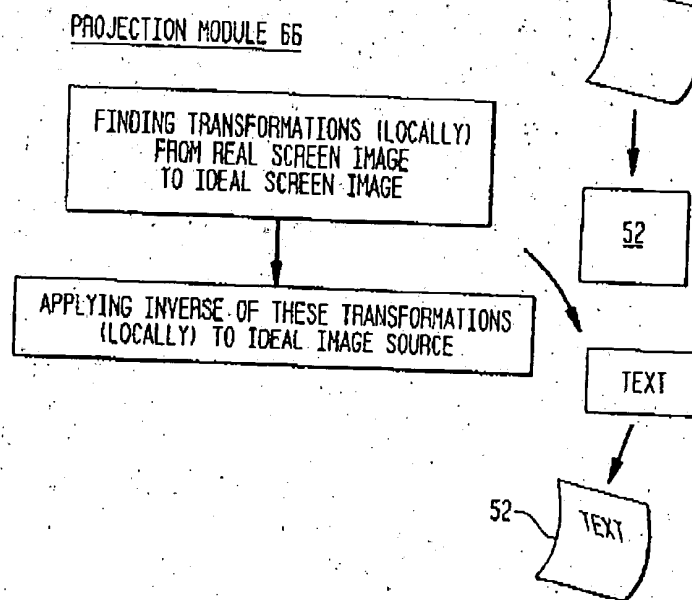 PROJECTION MODULE 66
FINDING TRANSFORMATIONS (LOCALLY)
FROM REAL SCREEN IMAGE
TO IDEAL SCREEN IMAGE
52
APPLYING INVERSE OF THESE TRANSFORMATIONS
(LOCALLY) TO IDEAL IMAGE SOURCE
TEXT
52
TEXT